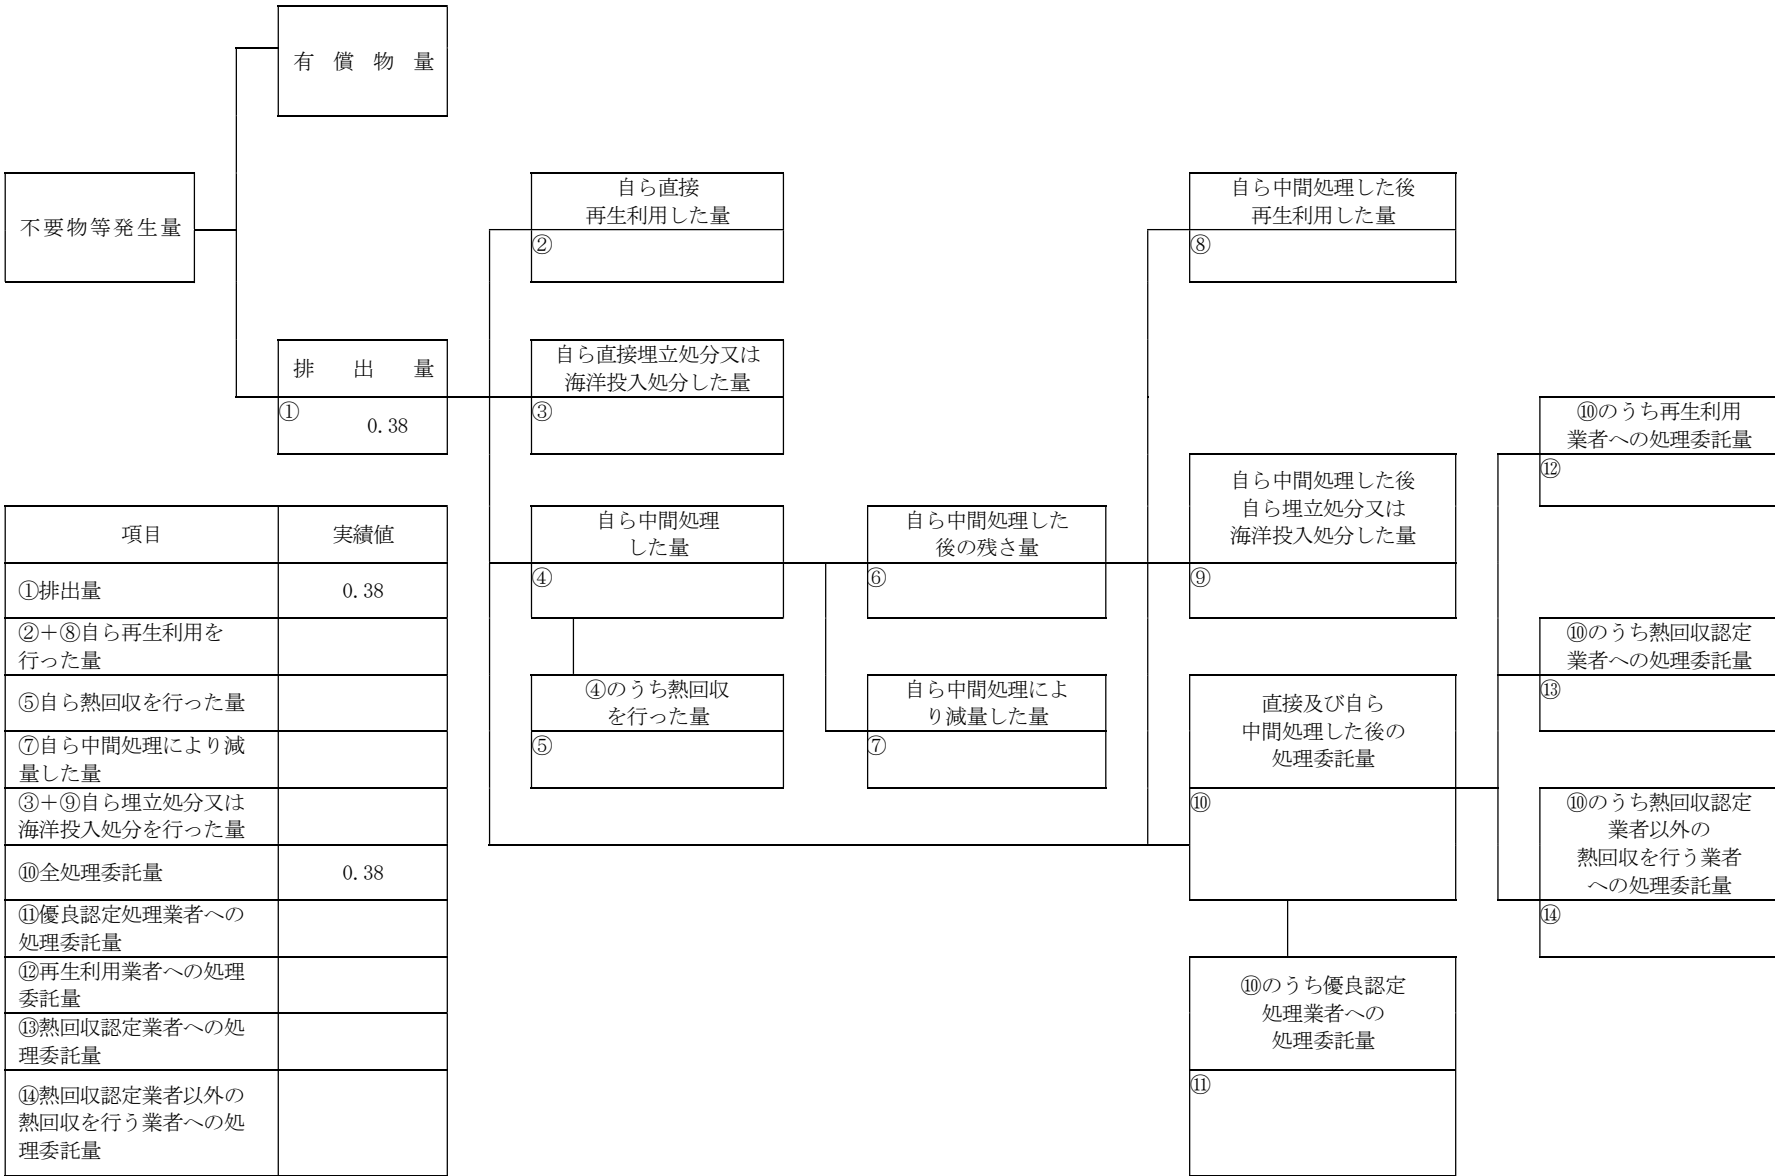 有償物量
不要物等発生量
自ら直接
再生利用した量
②
自ら中間処理した後
再生利用した量
⑧
排出量
①
0.38
自ら直接埋立処分又は
海洋投入処分した量
③
⑩のうち再生利用
業者への処理委託量
⑫
自ら中間処理
した量
④
自ら中間処理した
後の残さ量
⑥
自ら中間処理した後
自ら埋立処分又は
海洋投入処分した量
⑨
⑩のうち熱回収認定
業者への処理委託量
⑬
④のうち熱回収
を行った量
⑤
自ら中間処理によ
り減量した量
⑦
直接及び自ら
中間処理した後の
処理委託量
⑩
⑩のうち熱回収認定
業者以外の
熱回収を行う業者
への処理委託量
⑭
⑩のうち優良認定
処理業者への
処理委託量
⑪
項目 実績値
①排出量 0.38
②+⑧自ら再生利用を
行った量
⑤自ら熱回収を行った量
⑦自ら中間処理により減
量した量
③+⑨自ら埋立処分又は
海洋投入処分を行った量
⑩全処理委託量 0.38
⑪優良認定処理業者への
処理委託量
⑫再生利用業者への処理
委託量
⑬熱回収認定業者への処
理委託量
⑭熱回収認定業者以外の
熱回収を行う業者への処
理委託量